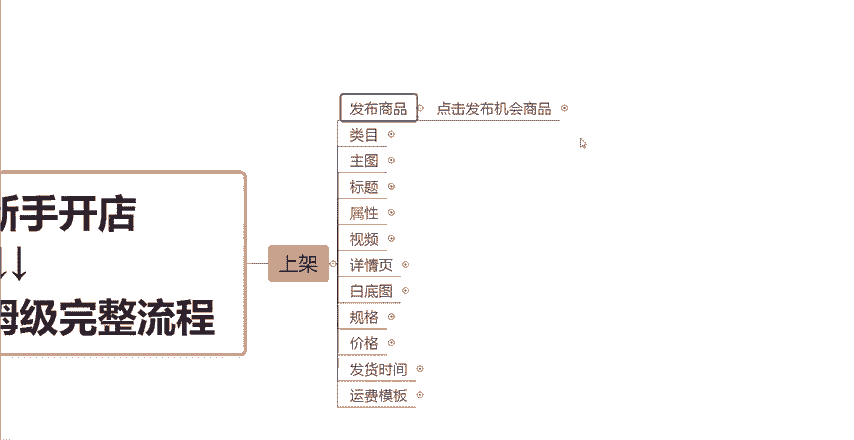 发布商品
点击发布机会商品
类目
主图
标题
属性
视频
详情页
白底图
规格
价格
发货时间
运费模板
上架
新手开店
↓↓
姆级完整流程